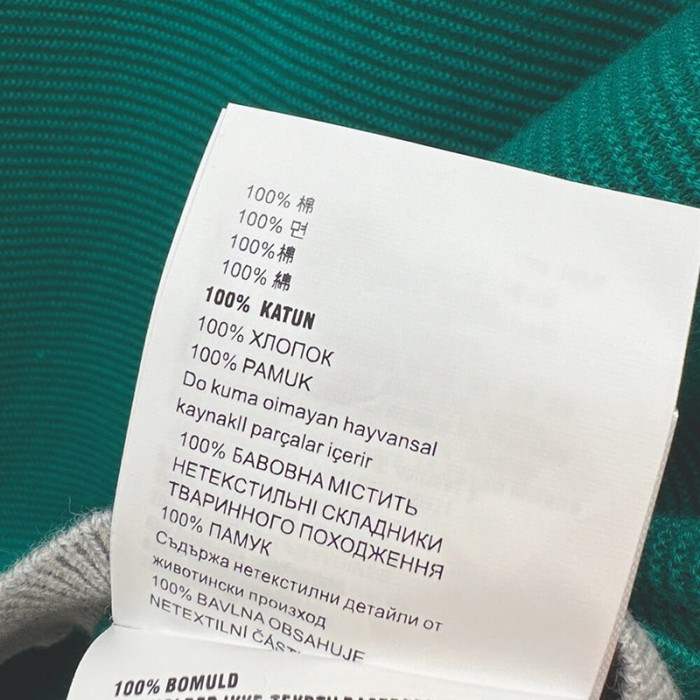 100% 棉
100% 면
100% 棉
100% 綿
100% KATUN
100% ХЛОПОК
100% PAMUK
Do kuma oimayan hayvansal
kaynakII parçalar içerir
100% БАВОВНА МІСТИТЬ
НЕТЕКСТИЛЬНІ СКЛАДНИКИ
ТВАРИННОГО ПОХОДЖЕННЯ
100% ПАМУК
Съдържа нетекстилни детайли от
животински произход
100% BAVLNA OBSAHUJE
NETEXTILNÍ
100% BOMULD